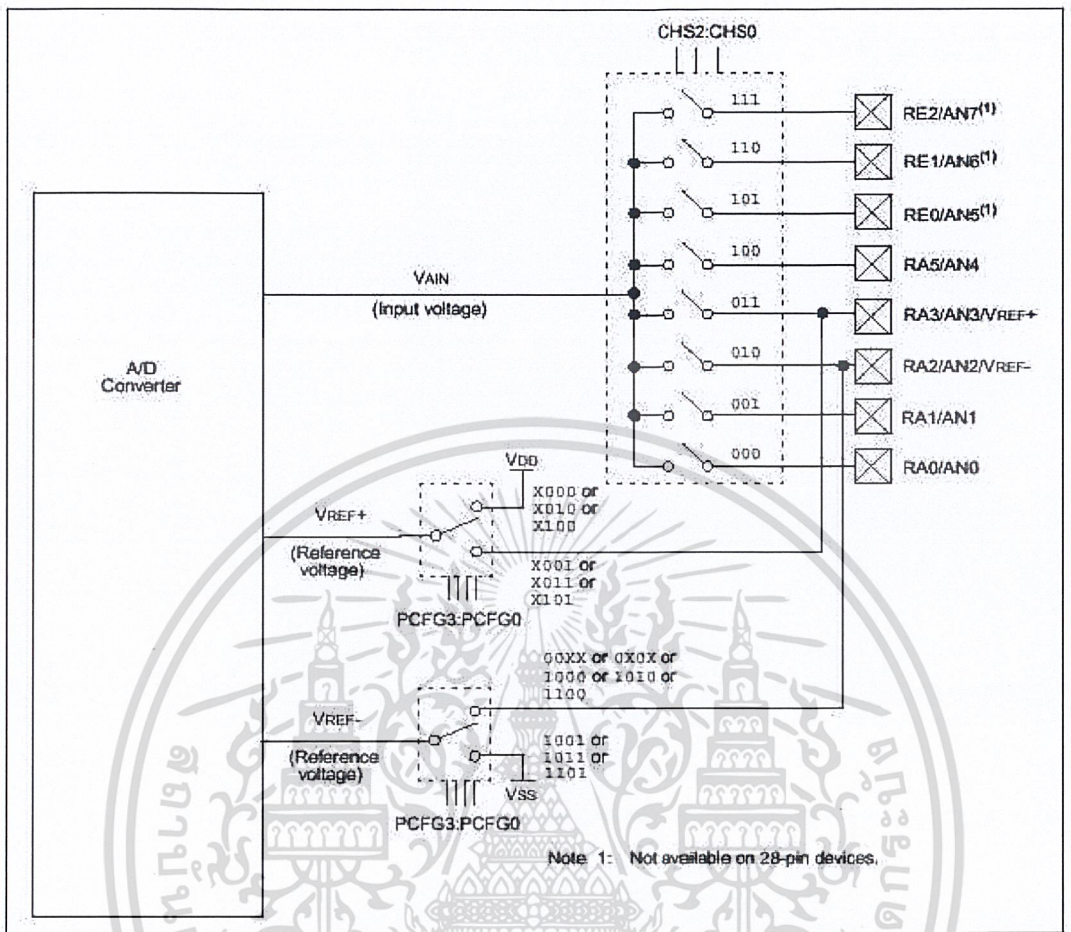 CHS2:CHS0
111
RE2/AN7(1)
110
RE1/AN6(1)
101
RE0/AN5(1)
100
RA5/AN4
VAIN
(Input voltage)
011
RA3/AN3/VREF+
010
RA2/AN2/VREF-
A/D
Converter
001
RA1/AN1
000
RA0/AN0
VDD
X000 or
X010 or
X100
VREF+
(Reference
voltage)
X001 or
X011 or
X101
PCFG3:PCFG0
00XX or 0X0X or
1000 or 1010 or
1100
VREF-
(Reference
voltage)
1001 or
1011 or
1101
VSS
PCFG3:PCFG0
Note 1: Not available on 28-pin devices.